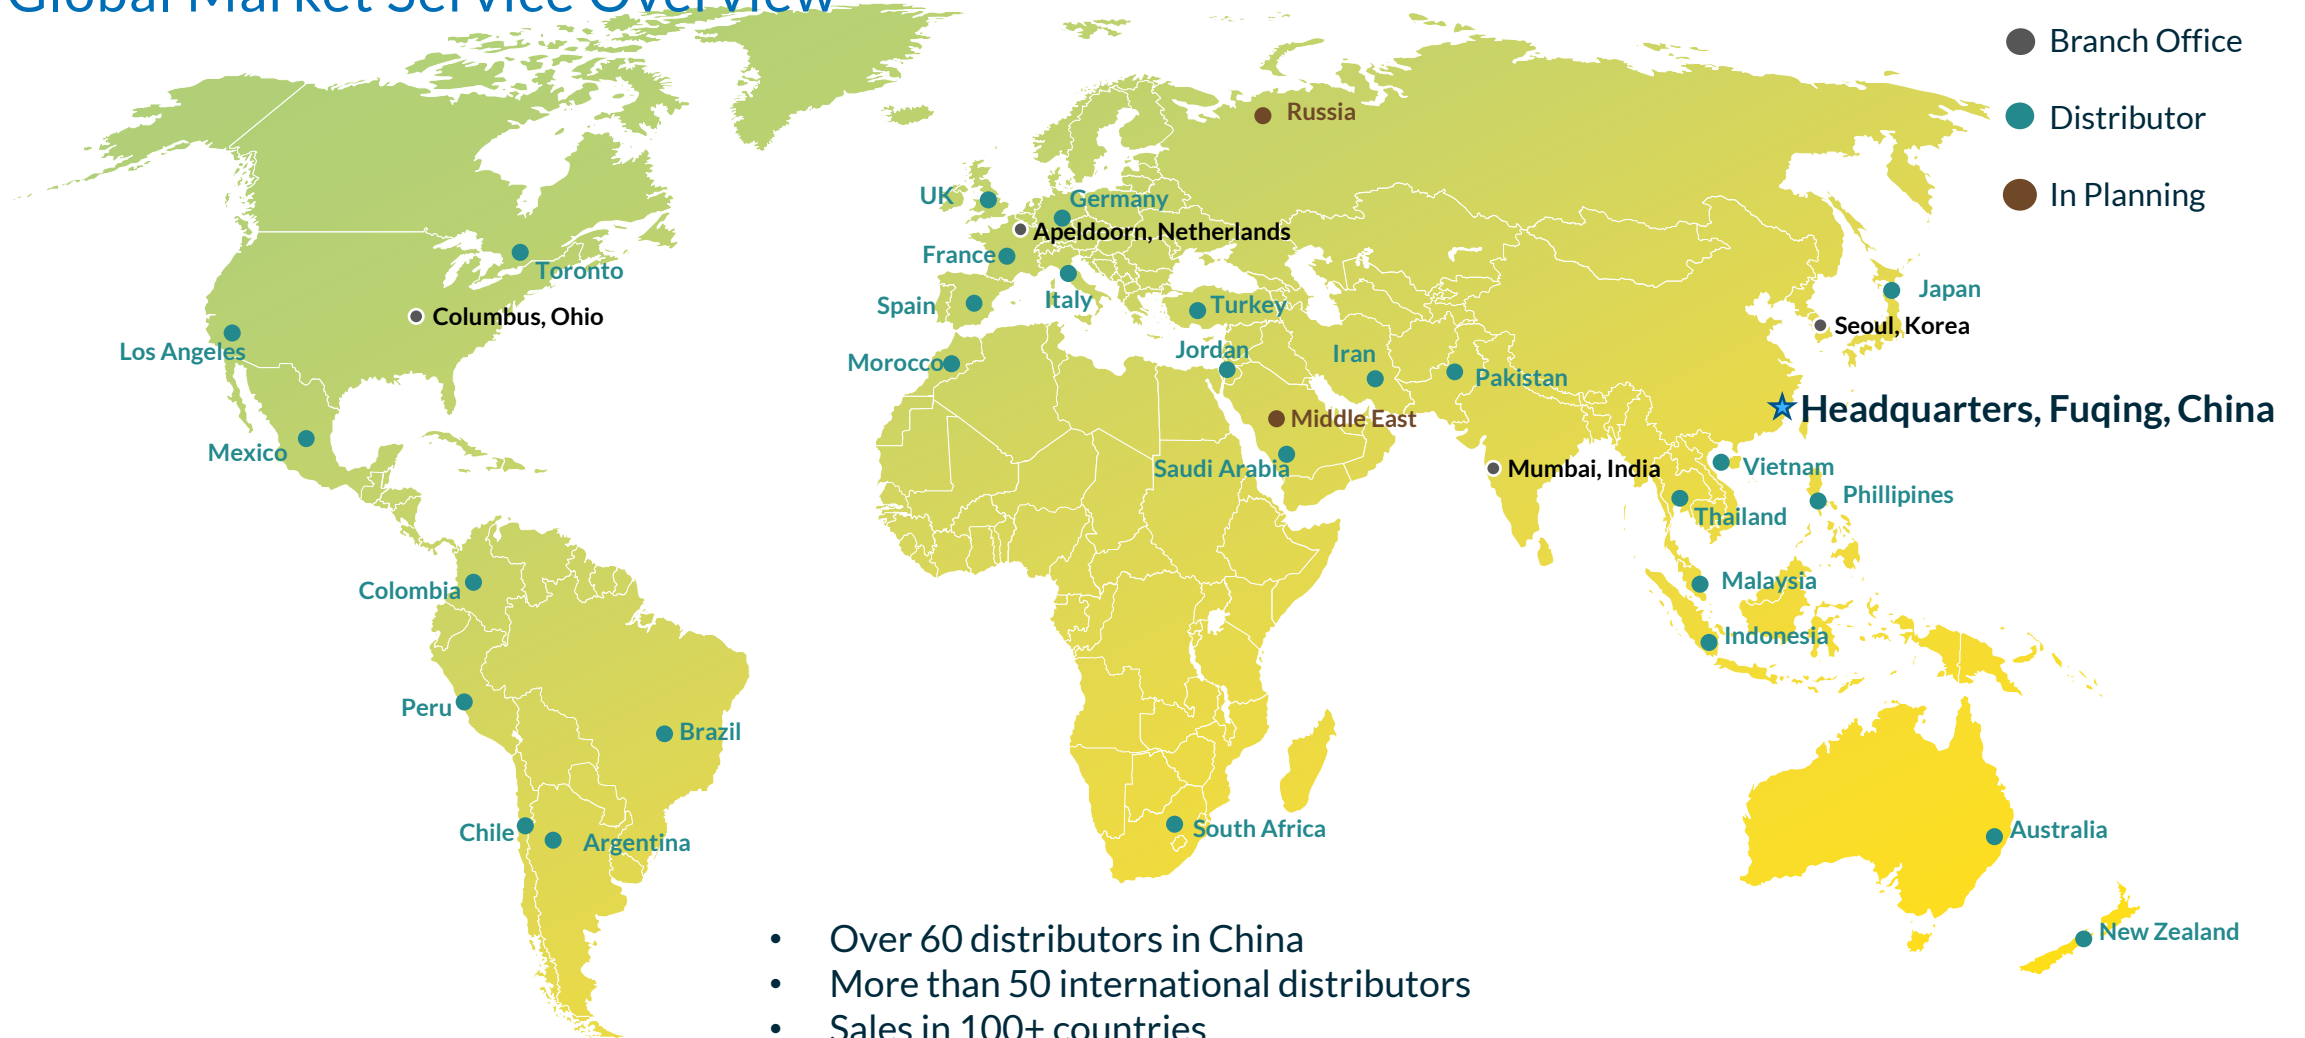 Global Market Service Overview
Branch Office
Distributor
In Planning
Russia
UK
Germany
Apeldoorn, Netherlands
France
Toronto
Italy
Spain
Turkey
Japan
Columbus, Ohio
Seoul, Korea
Los Angeles
Morocco
Jordan
Iran
Pakistan
Headquarters, Fuqing, China
Middle East
Mexico
Saudi Arabia
Mumbai, India
Vietnam
Phillipines
Thailand
Colombia
Malaysia
Indonesia
Peru
Brazil
Chile
Argentina
South Africa
Australia
New Zealand
• Over 60 distributors in China
• More than 50 international distributors
• Sales in 100+ countries